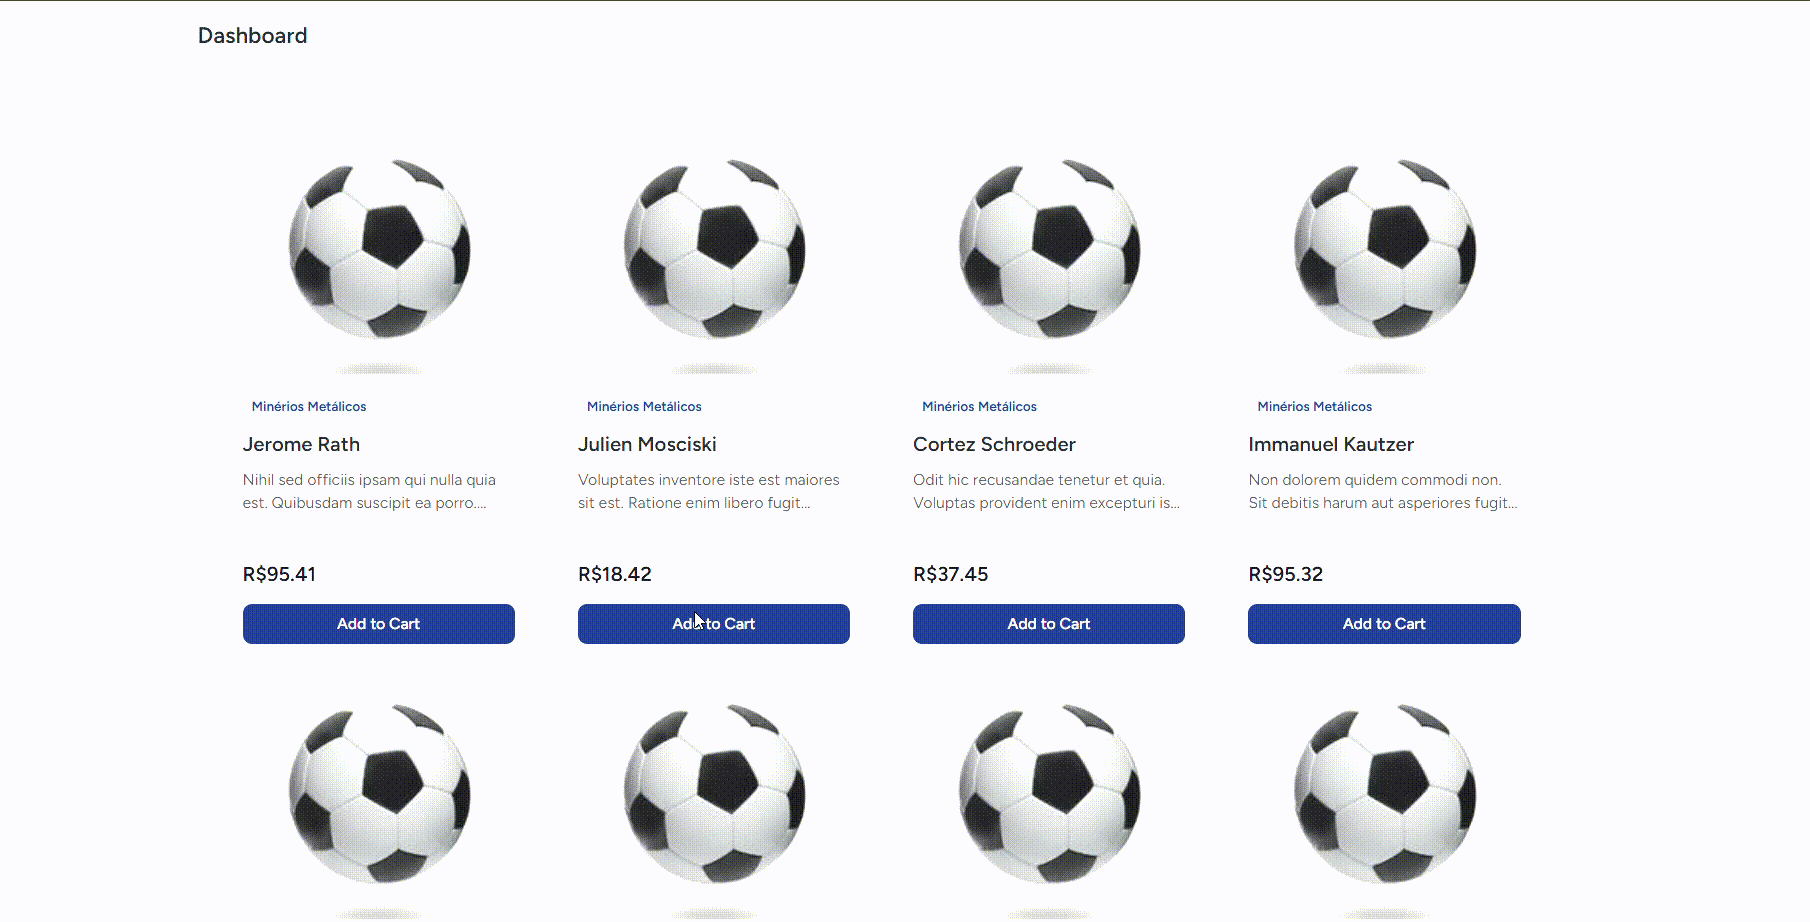 Dashboard
Minérios Metálicos
Jerome Rath
Nihil sed officiis ipsam qui nulla quia
est. Quibusdam suscipit ea porro....
R$95.41
Add to Cart
Minérios Metálicos
Julien Mosciski
Voluptates inventore iste est maiores
sit est. Ratione enim libero fugit...
R$18.42
Add to Cart
Minérios Metálicos
Cortez Schroeder
Odit hic recusandae tenetur et quia.
Voluptas provident enim excepturi is...
R$37.45
Add to Cart
Minérios Metálicos
Immanuel Kautzer
Non dolorem quidem commodi non.
Sit debitis harum aut asperiores fugit...
R$95.32
Add to Cart